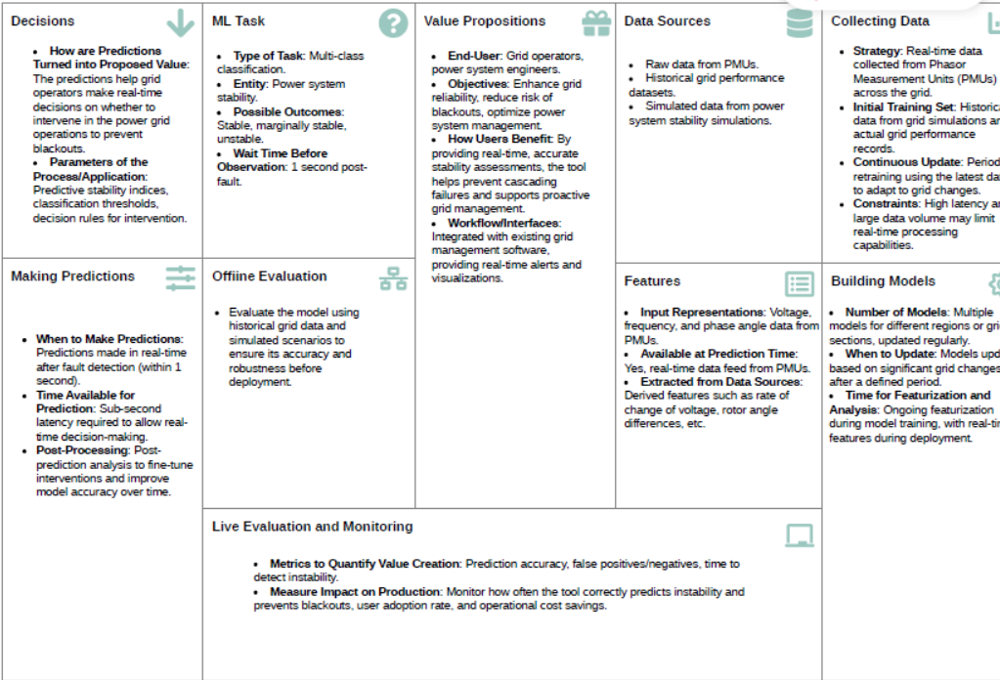 Decisions
• How are Predictions
Turned into Proposed Value:
The predictions help grid
operators make real-time
decisions on whether to
intervene in the power grid
operations to prevent
blackouts.
• Parameters of the
Process/Application:
Predictive stability indices,
classification thresholds,
decision rules for intervention.
ML Task
• Type of Task: Multi-class
classification.
• Entity: Power system
stability.
• Possible Outcomes:
Stable, marginally stable,
unstable.
• Wait Time Before
Observation: 1 second post-
fault.
Value Propositions
• End-User: Grid operators,
power system engineers.
• Objectives: Enhance grid
reliability, reduce risk of
blackouts, optimize power
system management.
• How Users Benefit: By
providing real-time, accurate
stability assessments, the tool
helps prevent cascading
failures and supports proactive
grid management.
• Workflow/Interfaces:
Integrated with existing grid
management software,
providing real-time alerts and
visualizations.
Data Sources
• Raw data from PMUs.
• Historical grid performance
datasets.
• Simulated data from power
system stability simulations.
Collecting Data
• Strategy: Real-time data
collected from Phasor
Measurement Units (PMUs)
across the grid.
• Initial Training Set:
data from grid simulations
actual grid performance
records.
• Continuous Update:
retraining using the latest
to adapt to grid changes.
• Constraints: High latency
large data volume may limit
real-time processing
capabilities.
Making Predictions
• When to Make Predictions:
Predictions made in real-time
after fault detection (within 1
second).
• Time Available for
Prediction: Sub-second
latency required to allow real-
time decision-making.
• Post-Processing: Post-
prediction analysis to fine-tune
interventions and improve
model accuracy over time.
Offline Evaluation
• Evaluate the model using
historical grid data and
simulated scenarios to
ensure its accuracy and
robustness before
deployment.
Features
• Input Representations: Voltage,
frequency, and phase angle data from
PMUs.
• Available at Prediction Time:
Yes, real-time data feed from PMUs.
• Extracted from Data Sources:
Derived features such as rate of
change of voltage, rotor angle
differences, etc.
Building Models
• Number of Models: Multiple
models for different regions or
sections, updated regularly.
• When to Update: Models
based on significant grid changes
after a defined period.
• Time for Featurization and
Analysis: Ongoing featurization
during model training, with
features during deployment.
Live Evaluation and Monitoring
• Metrics to Quantify Value Creation: Prediction accuracy, false positives/negatives, time to
detect instability.
• Measure Impact on Production: Monitor how often the tool correctly predicts instability and
prevents blackouts, user adoption rate, and operational cost savings.